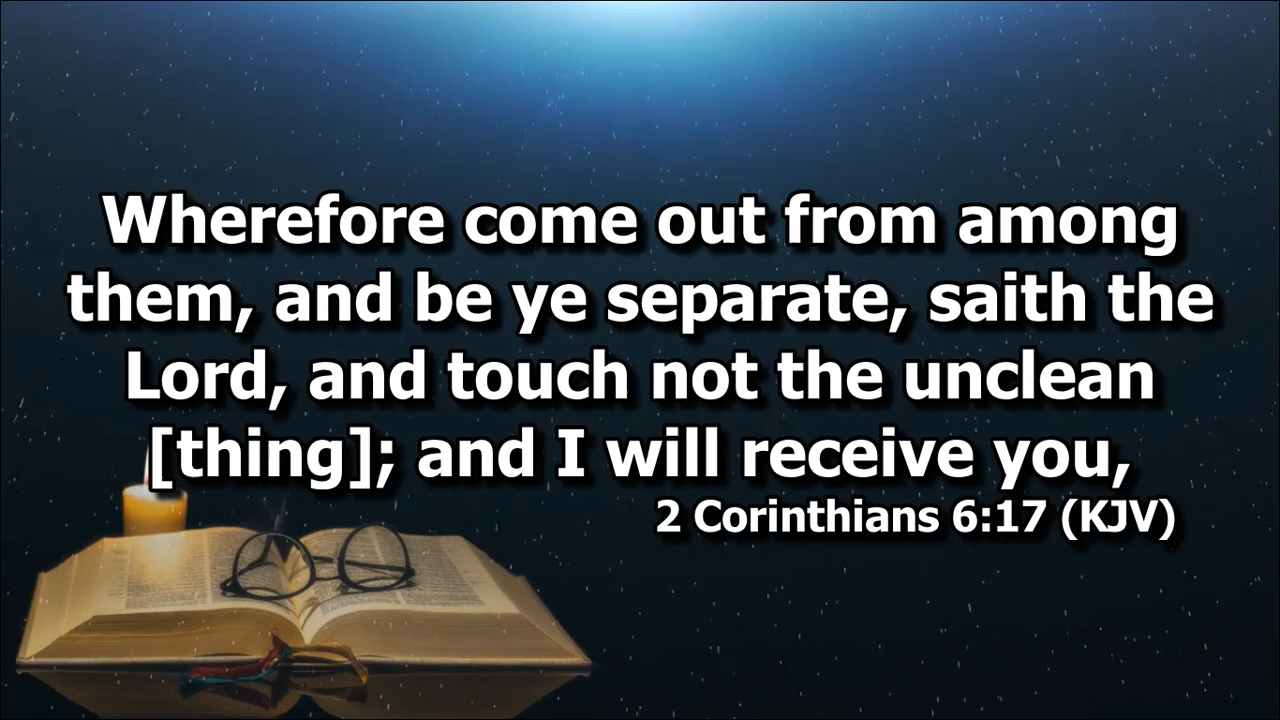 Wherefore come out from among
them, and be ye separate, saith the
Lord, and touch not the unclean
[thing]; and I will receive you,
2 Corinthians 6:17 (KJV)